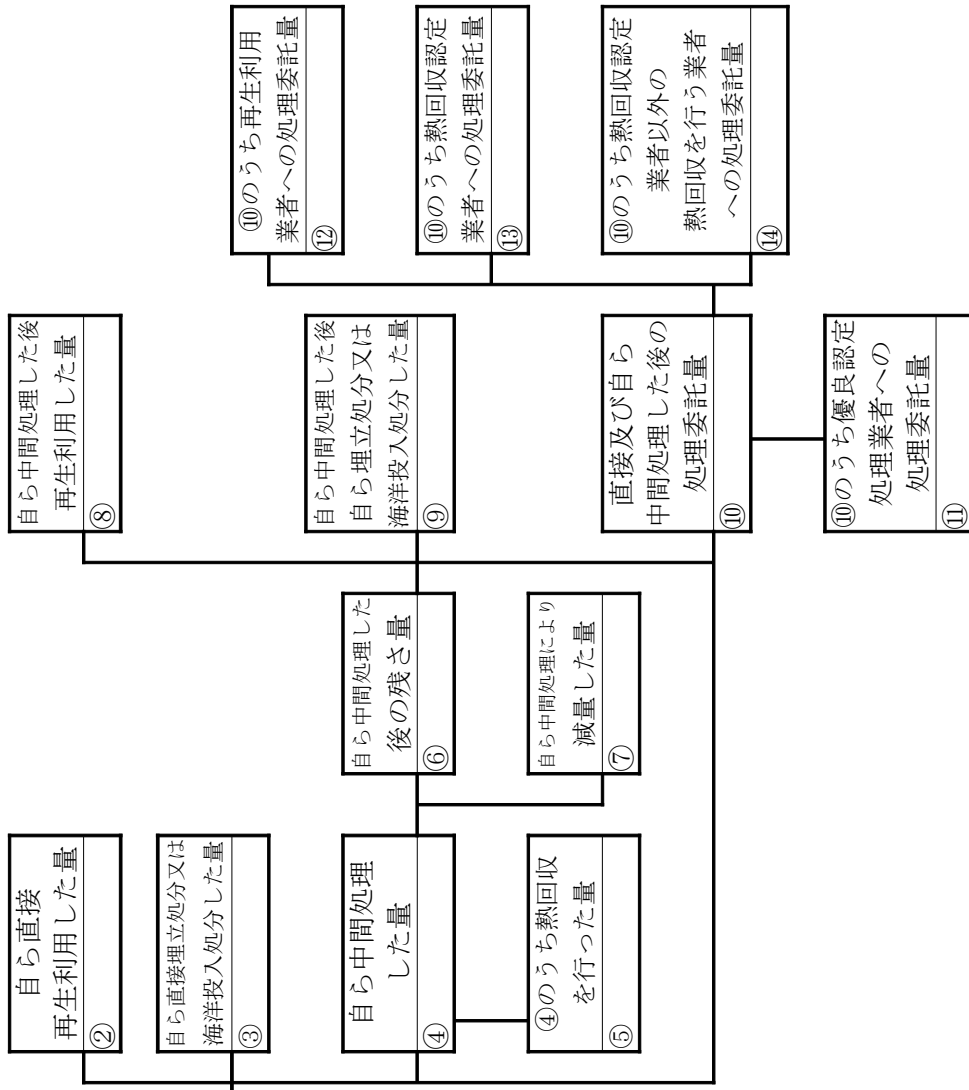 自ら直接
再生利用した量
②
自ら直接埋立処分又は
海洋投入処分した量
③
自ら中間処理
した量
④
④のうち熱回収
を行った量
⑤
自ら中間処理した
後の残さ量
⑥
自ら中間処理により
減量した量
⑦
自ら中間処理した後
再生利用した量
⑧
自ら中間処理した後
自ら埋立処分又は
海洋投入処分した量
⑨
直接及び自ら
中間処理した後の
処理委託量
⑩
⑩のうち優良認定
処理業者への
処理委託量
⑪
⑩のうち再生利用
業者への処理委託量
⑫
⑩のうち熱回収認定
業者への処理委託量
⑬
⑩のうち熱回収認定
業者以外の
熱回収を行う業者
への処理委託量
⑭